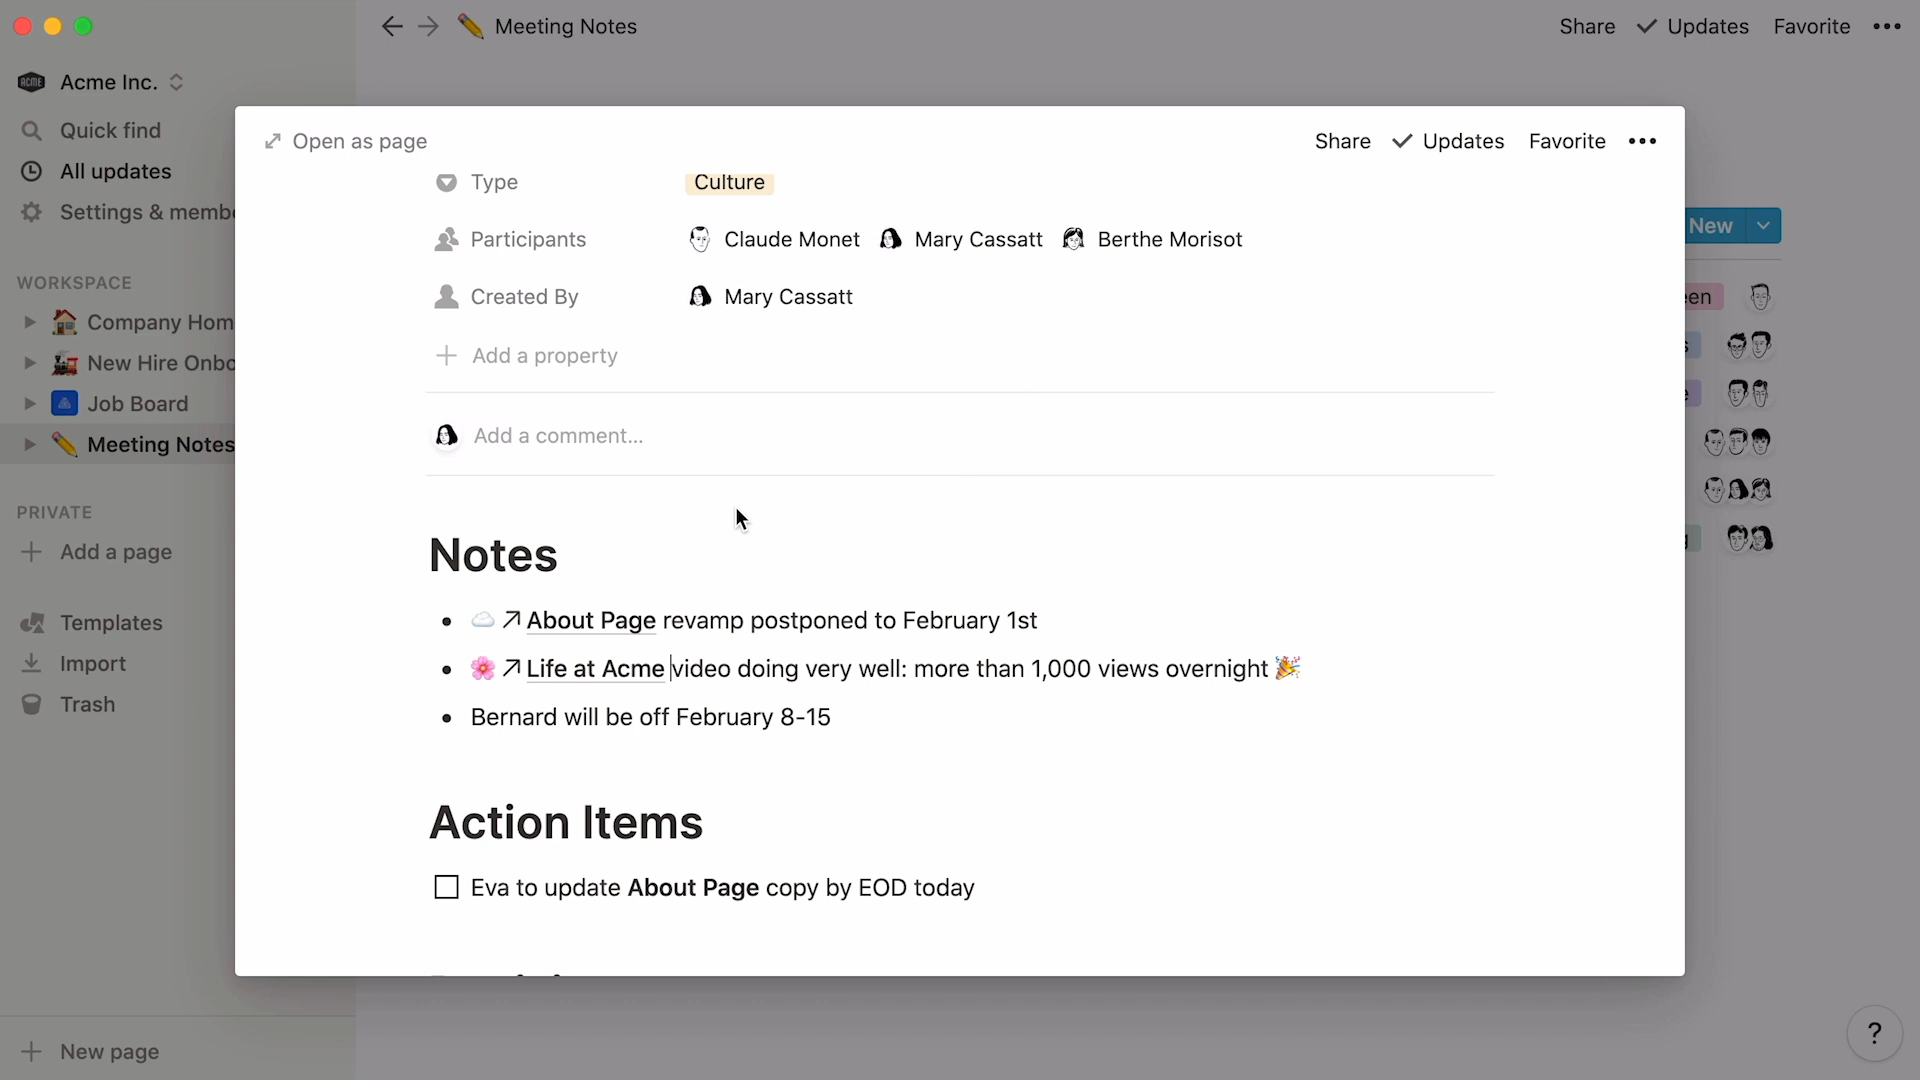 Meeting Notes
Share Updates Favorite
ACME Acme Inc.
Quick find
All updates
Settings & membe
WORKSPACE
Company Hom
New Hire Onbo
Job Board
Meeting Notes
PRIVATE
Add a page
Templates
Import
Trash
New page
Open as page
Share Updates Favorite
Type Culture
Participants Claude Monet Mary Cassatt Berthe Morisot
Created By Mary Cassatt
Add a property
Add a comment...
Notes
• ☁️ ↗ About Page revamp postponed to February 1st
• 🌸 ↗ Life at Acme video doing very well: more than 1,000 views overnight 🎉
• Bernard will be off February 8-15
Action Items
Eva to update About Page copy by EOD today
New
een
s
e
g
?